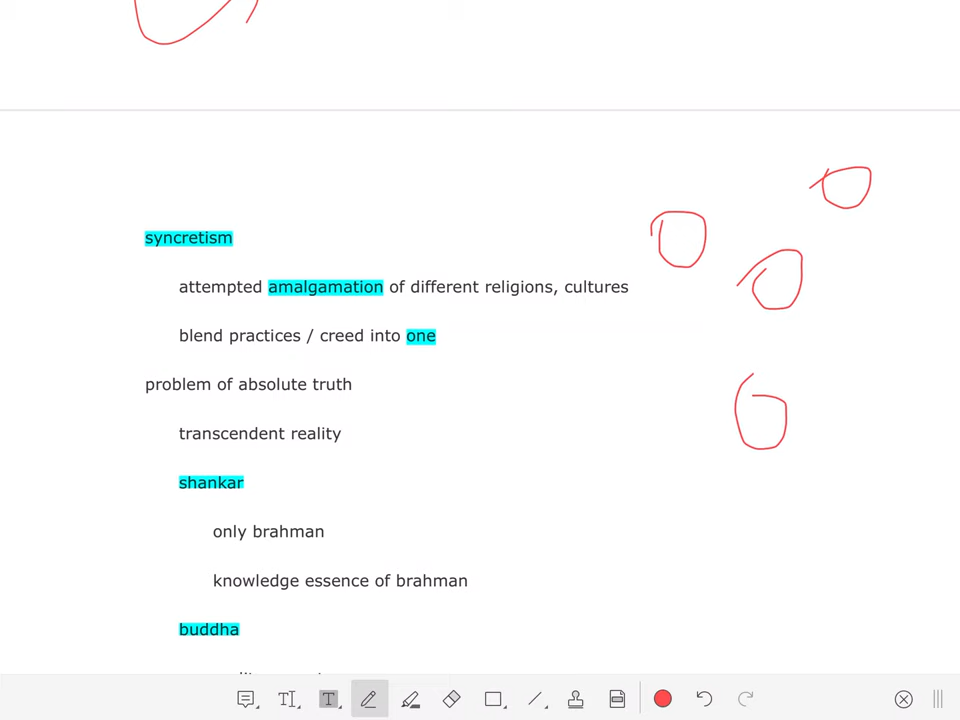 syncretism
attempted amalgamation of different religions, cultures
blend practices / creed into one
problem of absolute truth
transcendent reality
shankar
only brahman
knowledge essence of brahman
buddha